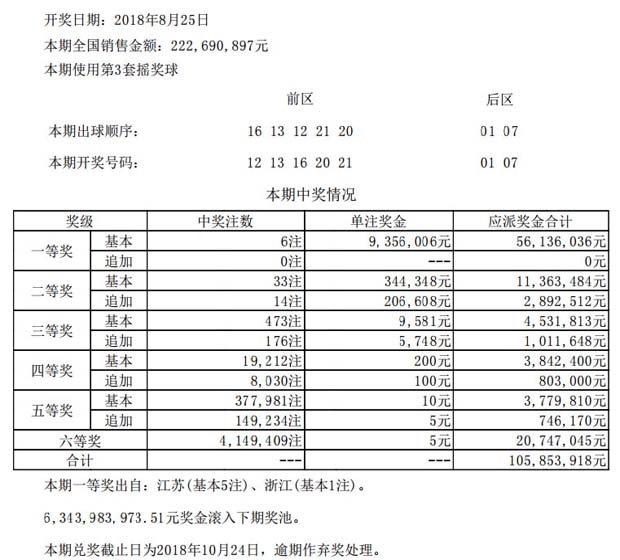 开奖日期：2018年8月25日
本期全国销售金额：222,690,897元
本期使用第3套摇奖球
前区 后区
本期出球顺序： 16 13 12 21 20 01 07
本期开奖号码： 12 13 16 20 21 01 07
本期中奖情况
奖级 中奖注数 单注奖金 应派奖金合计
一等奖 基本 6注 9,356,006元 56,136,036元
追加 0注 --- 0元
二等奖 基本 33注 344,348元 11,363,484元
追加 14注 206,608元 2,892,512元
三等奖 基本 473注 9,581元 4,531,813元
追加 176注 5,748元 1,011,648元
四等奖 基本 19,212注 200元 3,842,400元
追加 8,030注 100元 803,000元
五等奖 基本 377,981注 10元 3,779,810元
追加 149,234注 5元 746,170元
六等奖 4,149,409注 5元 20,747,045元
合计 --- --- 105,853,918元
本期一等奖出自：江苏(基本5注)、浙江(基本1注)。
6,343,983,973.51元奖金滚入下期奖池。
本期兑奖截止日为2018年10月24日，逾期作弃奖处理。